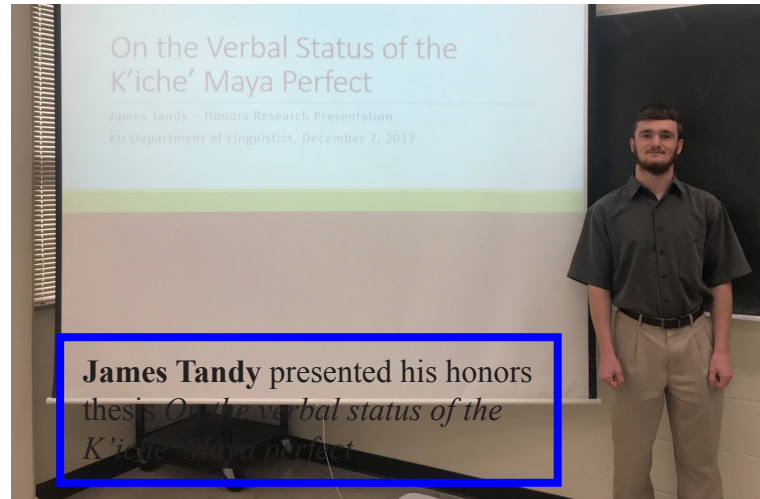 On the Verbal Status of the
K'iche' Maya Perfect
James Tandy – Honors Research Presentation
KU Department of Linguistics, December 7, 2017
James Tandy presented his honors
thesis On the verbal status of the
K'iche' Maya perfect